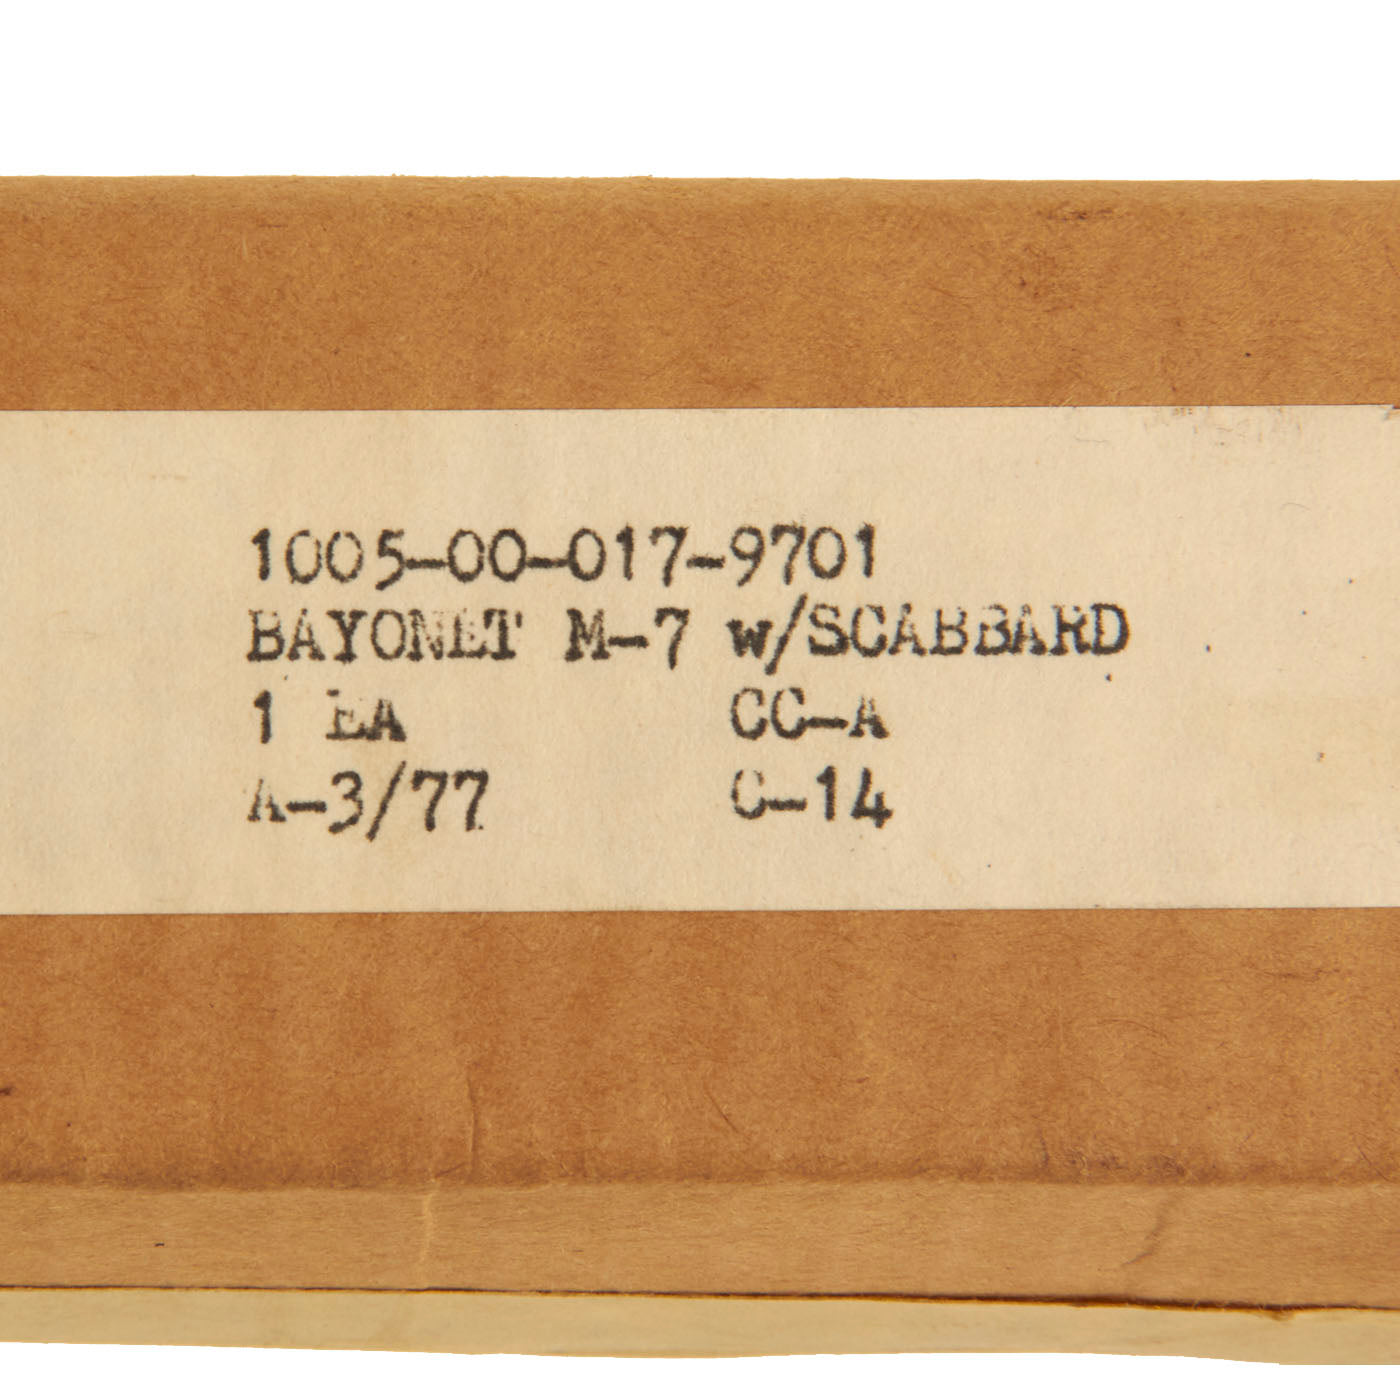 1005-00-017-9701
BAYONET M-7 w/SCABBARD
1 EA CC-A
A-3/77 C-14